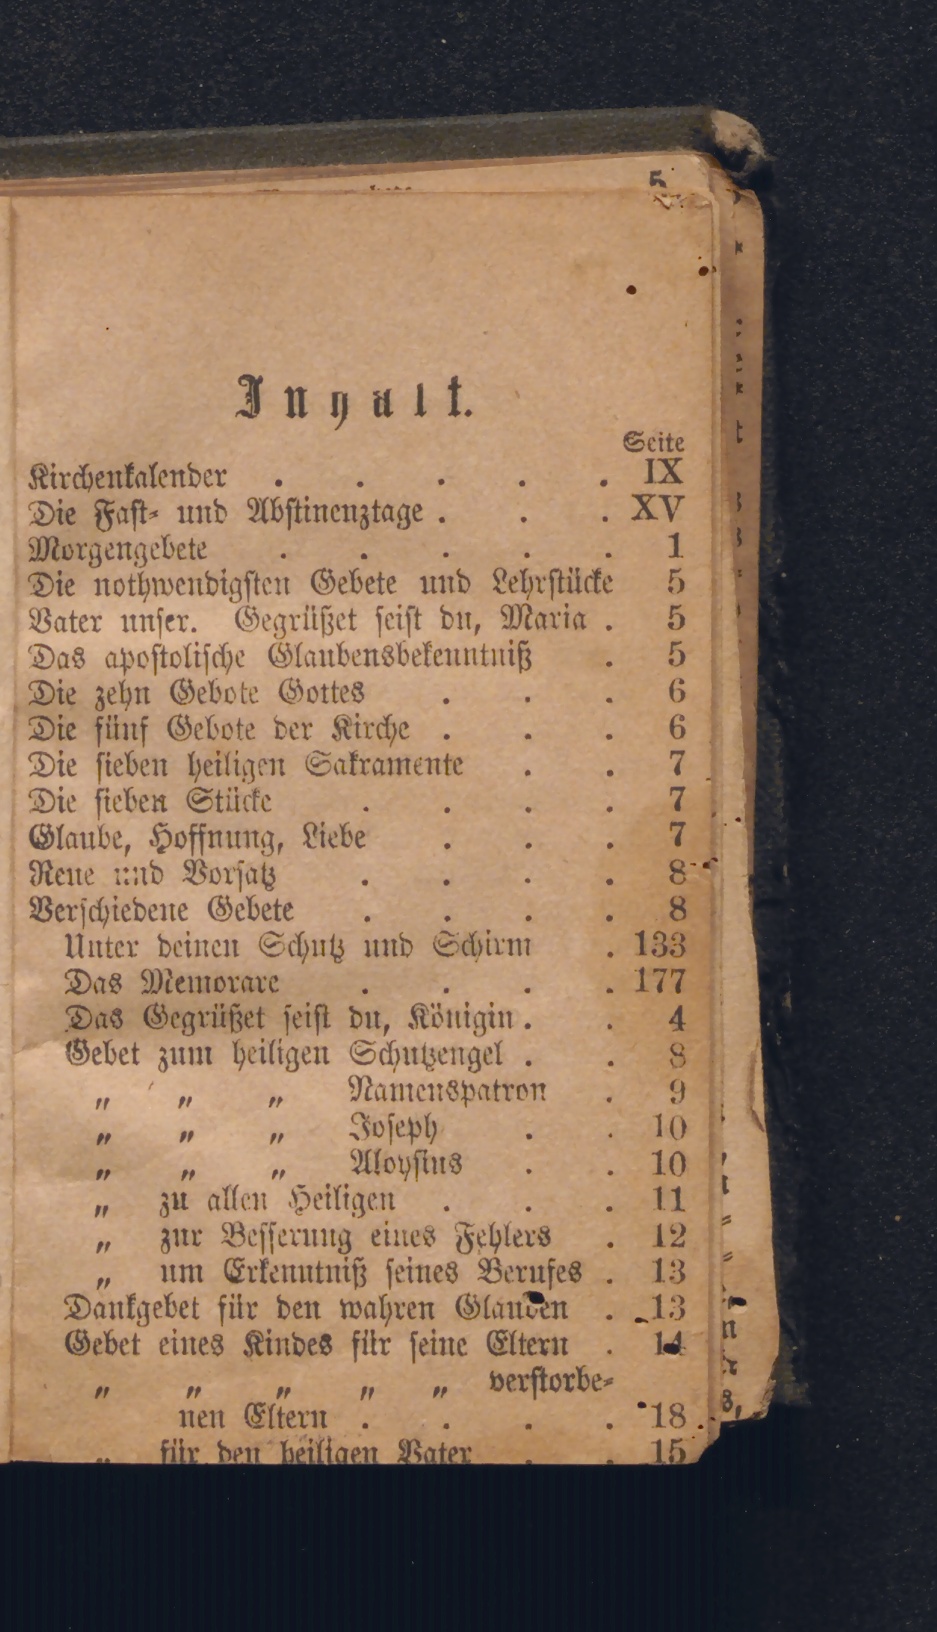 5
Inhalt.
Seite
Kirchenkalender . . . . . IX
Die Fast- und Abstinenztage . . . XV
Morgengebete . . . . . 1
Die nothwendigsten Gebete und Lehrstücke 5
Vater unser. Gegrüßet seist du, Maria . 5
Das apostolische Glaubensbekenntniß . 5
Die zehn Gebote Gottes . . . 6
Die fünf Gebote der Kirche . . . 6
Die sieben heiligen Sakramente . . 7
Die sieben Stücke . . . . 7
Glaube, Hoffnung, Liebe . . . 7
Reue und Vorsatz . . . . 8
Verschiedene Gebete . . . . 8
Unter deinen Schutz und Schirm . 133
Das Memorare . . . . 177
Das Gegrüßet seist du, Königin . . 4
Gebet zum heiligen Schutzengel . . 8
„ „ „ Namenspatron . 9
„ „ „ Joseph . . 10
„ „ „ Aloysius . . 10
„ zu allen Heiligen . . . 11
„ zur Besserung eines Fehlers . 12
„ um Erkenntniß seines Berufes . 13
Dankgebet für den wahren Glauben . 13
Gebet eines Kindes für seine Eltern . 14
„ „ „ „ „ verstorbe-
nen Eltern . . . . 18
„ für den heiligen Vater . . 15